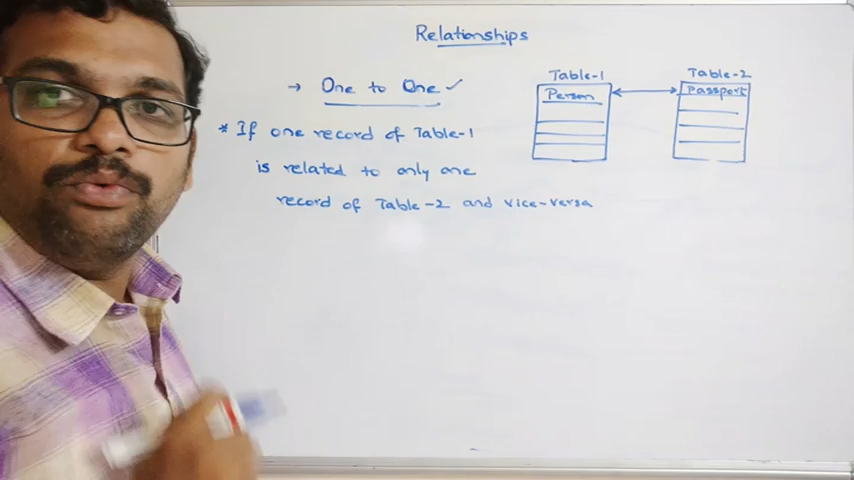 Relationships
→ One to One ✓
* If one record of Table-1
is related to only one
record of Table-2 and vice-versa
Table-1
Person
Table-2
Passport